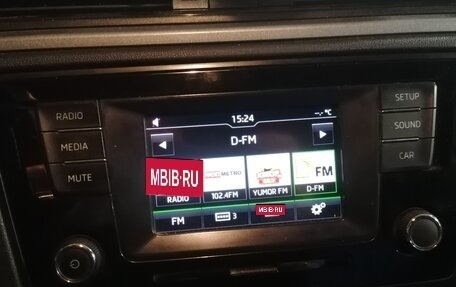 RADIO
MEDIA
MUTE
SETUP
SOUND
CAR
15:24
--,- °C
D-FM
MBIB·RU
METRO
FM
RADIO
102.4FM
YUMOR FM
D-FM
FM
3
MBIB·RU